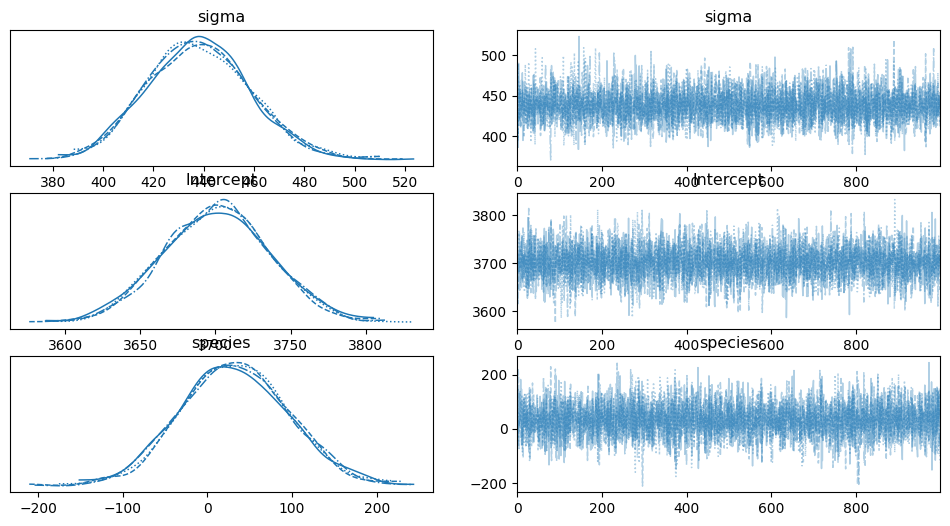 sigma
sigma
500
450
400
380 400 420 440 460 480 500 520
0 200 400 600 800
Intercept
Intercept
3800
3700
3600
3600 3650 3700 3750 3800
0 200 400 600 800
species
species
200
0
−200
−200 −100 0 100 200
0 200 400 600 800